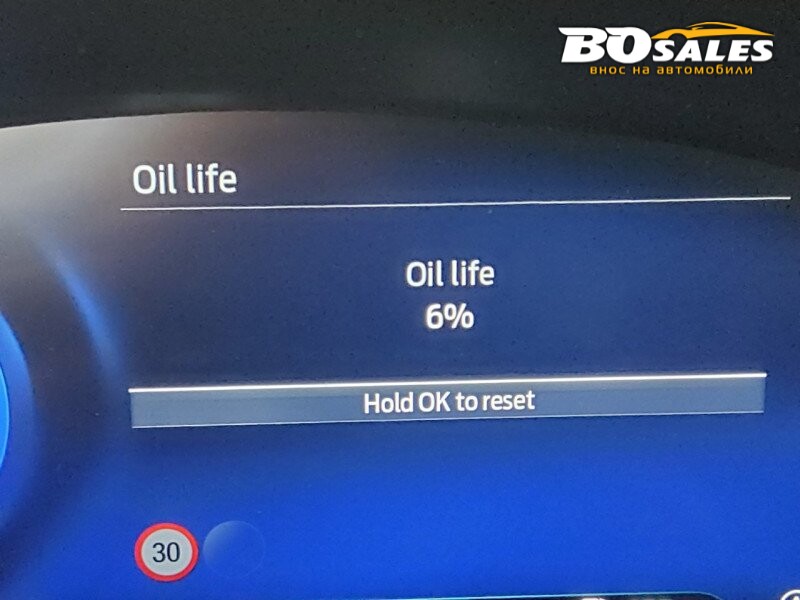 BOSALES
внос на автомобили
Oil life
Oil life
6%
Hold OK to reset
30